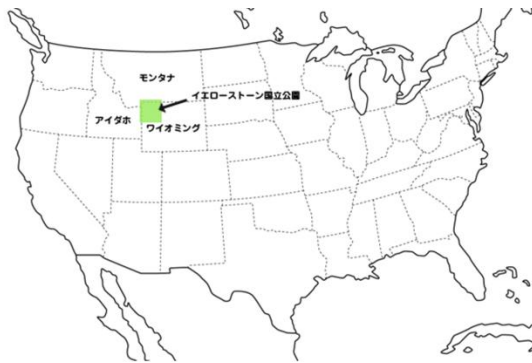 モンタナ
イエローストーン国立公園
アイダホ
ワイオミング